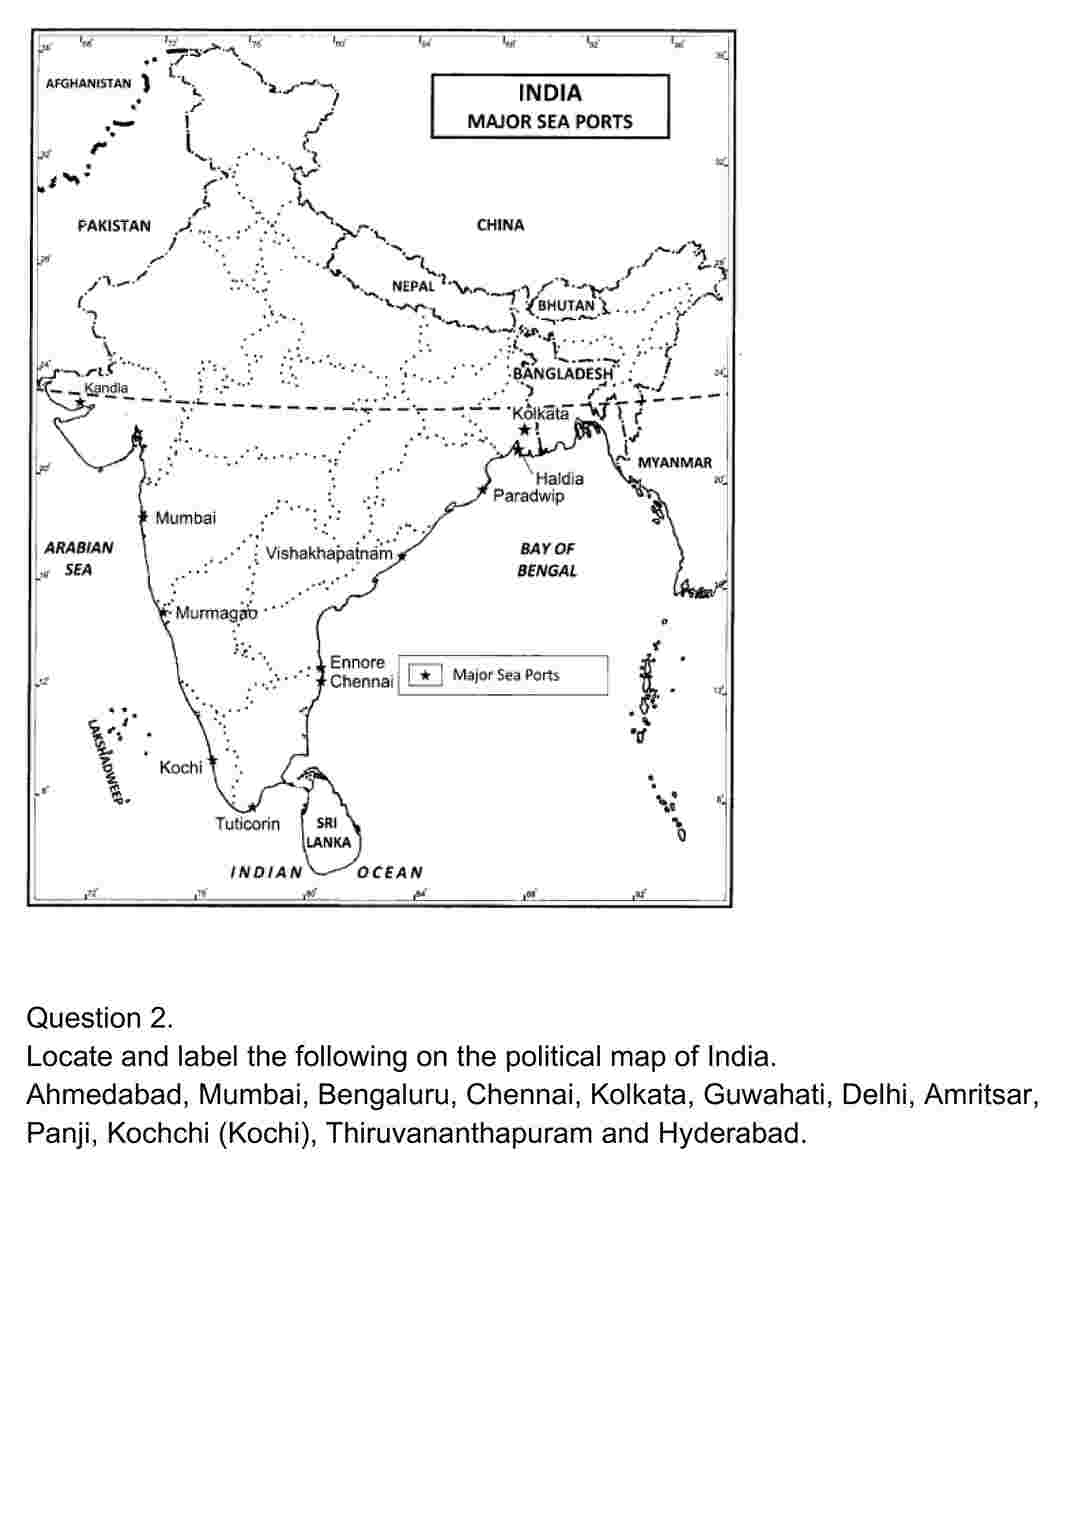 INDIA
MAJOR SEA PORTS
AFGHANISTAN
PAKISTAN
CHINA
NEPAL
BHUTAN
BANGLADESH
Kandla
Kolkata
MYANMAR
Haldia
Paradwip
Mumbai
ARABIAN
SEA
Vishakhapatnam
BAY OF
BENGAL
Murmagao
Ennore
Chennai
Major Sea Ports
LAKSHADWEEP
Kochi
Tuticorin
SRI
LANKA
INDIAN OCEAN
Question 2.
Locate and label the following on the political map of India.
Ahmedabad, Mumbai, Bengaluru, Chennai, Kolkata, Guwahati, Delhi, Amritsar,
Panji, Kochchi (Kochi), Thiruvananthapuram and Hyderabad.